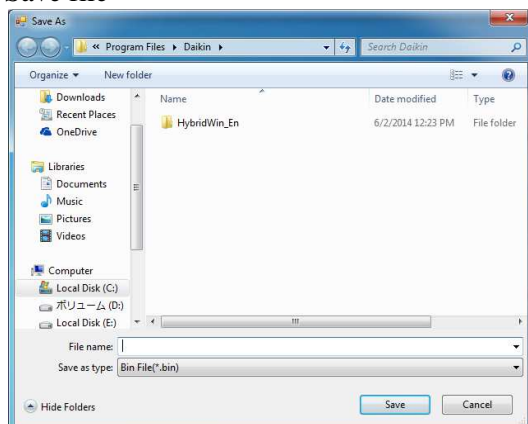 Save file
Save As
« Program Files ▸ Daikin ▸
Search Daikin
Organize ▾ New folder
Downloads
Recent Places
OneDrive
Libraries
Documents
Music
Pictures
Videos
Computer
Local Disk (C:)
ボリューム (D:)
Local Disk (E:)
Name Date modified Type
HybridWin_En 6/2/2014 12:23 PM File folder
File name:
Save as type: Bin File(*.bin)
Hide Folders Save Cancel